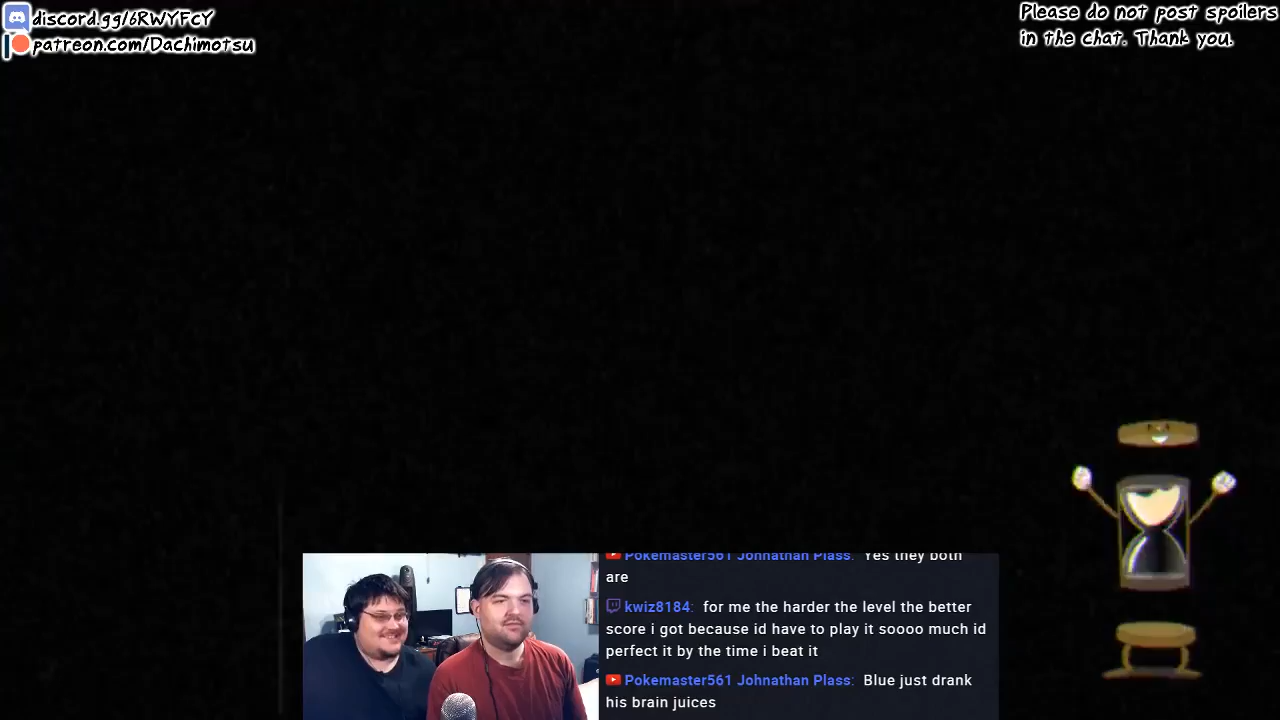 discord.gg/6RWYFcY
patreon.com/Dachimotsu
Please do not post spoilers
in the chat. Thank you.
Pokemaster561 Johnathan Plass: Yes they both
are
kwiz8184: for me the harder the level the better
score i got because id have to play it soooo much id
perfect it by the time i beat it
Pokemaster561 Johnathan Plass: Blue just drank
his brain juices